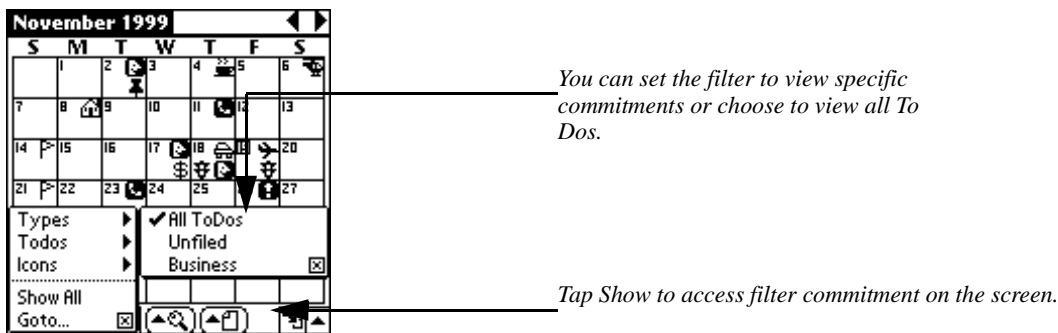 November 1999
S M T W T F S
1 2 3 4 5 6
7 8 9 10 11 12 13
14 15 16 17 18 19 20
21 22 23 24 25 27
Types
Todos
Icons
Show All
Goto...
All ToDos
Unfiled
Business
You can set the filter to view specific
commitments or choose to view all To
Dos.
Tap Show to access filter commitment on the screen.